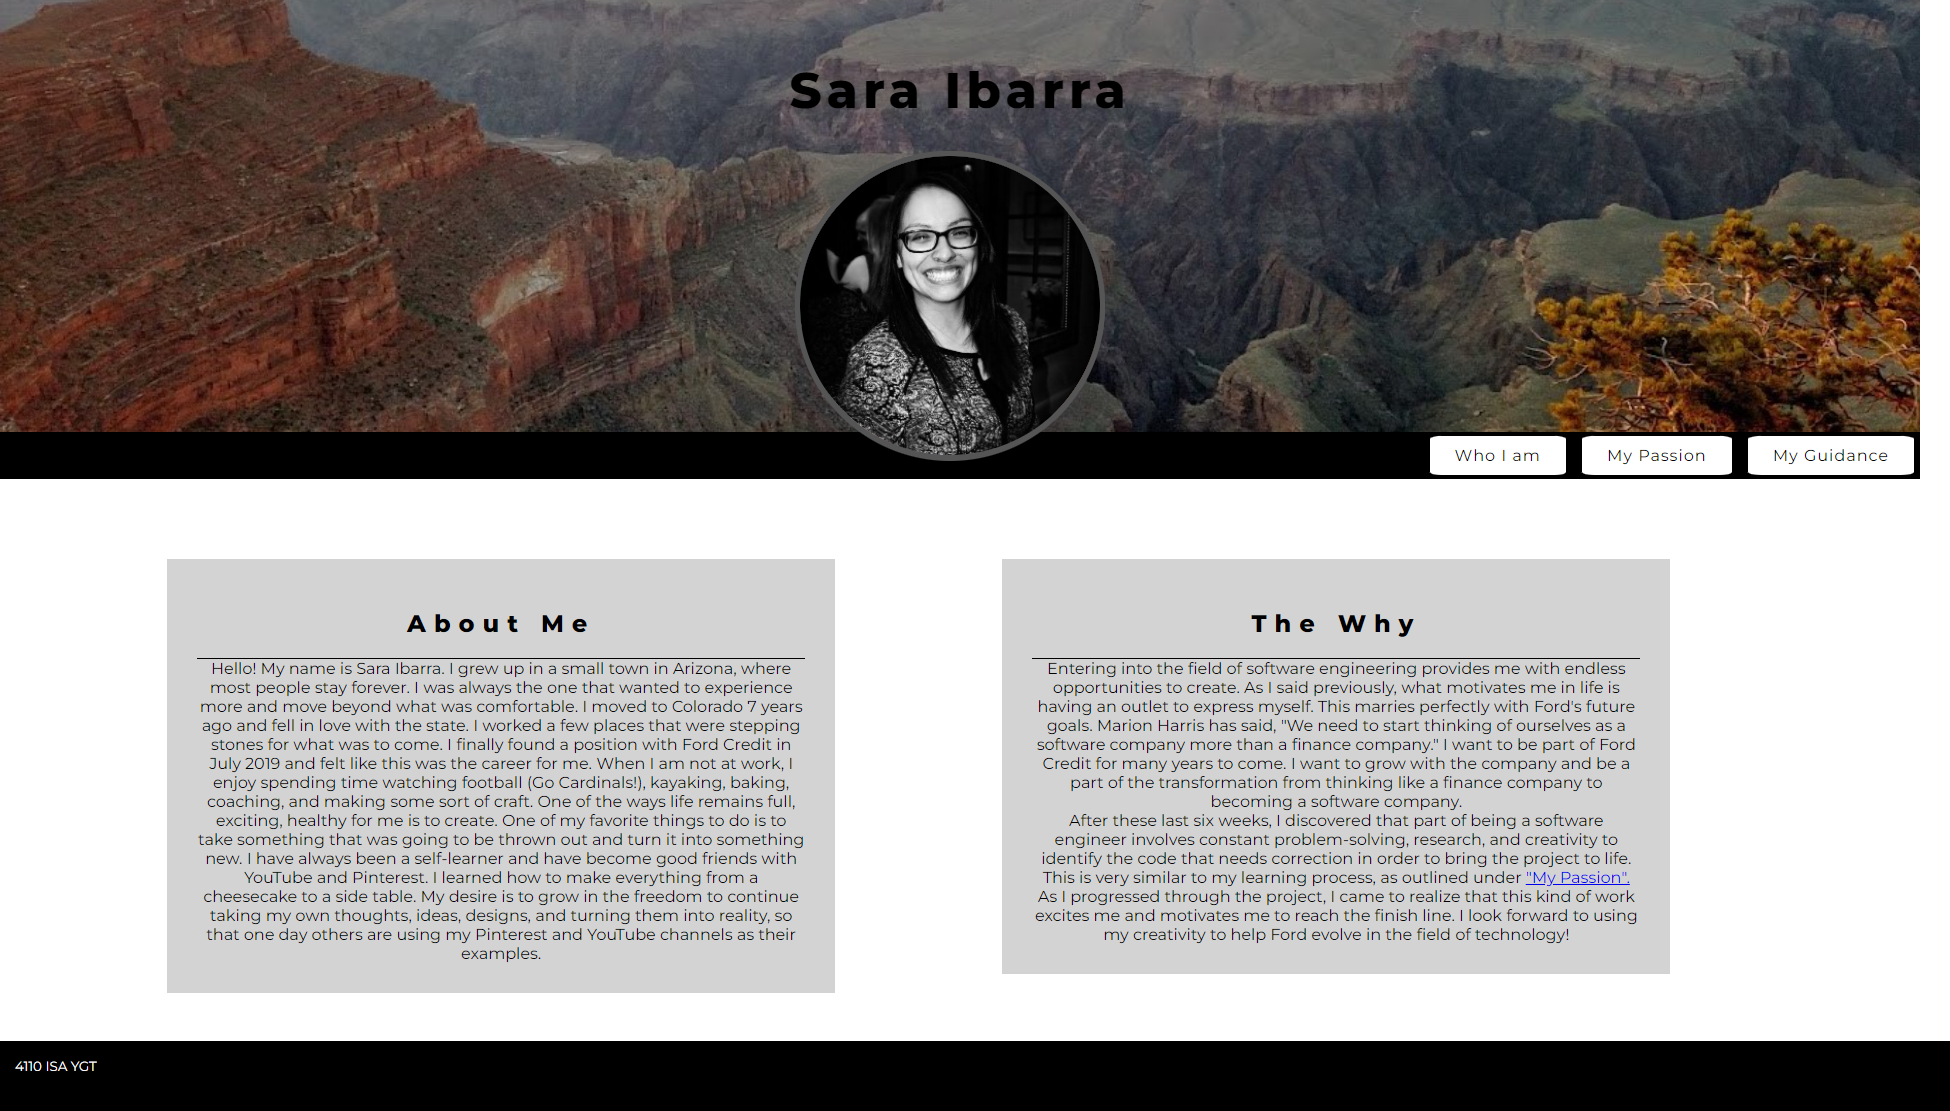 Sara Ibarra
Who I am
My Passion
My Guidance
About Me
Hello! My name is Sara Ibarra. I grew up in a small town in Arizona, where
most people stay forever. I was always the one that wanted to experience
more and move beyond what was comfortable. I moved to Colorado 7 years
ago and fell in love with the state. I worked a few places that were stepping
stones for what was to come. I finally found a position with Ford Credit in
July 2019 and felt like this was the career for me. When I am not at work, I
enjoy spending time watching football (Go Cardinals!), kayaking, baking,
coaching, and making some sort of craft. One of the ways life remains full,
exciting, healthy for me is to create. One of my favorite things to do is to
take something that was going to be thrown out and turn it into something
new. I have always been a self-learner and have become good friends with
YouTube and Pinterest. I learned how to make everything from a
cheesecake to a side table. My desire is to grow in the freedom to continue
taking my own thoughts, ideas, designs, and turning them into reality, so
that one day others are using my Pinterest and YouTube channels as their
examples.
The Why
Entering into the field of software engineering provides me with endless
opportunities to create. As I said previously, what motivates me in life is
having an outlet to express myself. This marries perfectly with Ford's future
goals. Marion Harris has said, "We need to start thinking of ourselves as a
software company more than a finance company." I want to be part of Ford
Credit for many years to come. I want to grow with the company and be a
part of the transformation from thinking like a finance company to
becoming a software company.
After these last six weeks, I discovered that part of being a software
engineer involves constant problem-solving, research, and creativity to
identify the code that needs correction in order to bring the project to life.
This is very similar to my learning process, as outlined under "My Passion".
As I progressed through the project, I came to realize that this kind of work
excites me and motivates me to reach the finish line. I look forward to using
my creativity to help Ford evolve in the field of technology!
4110 ISA YGT